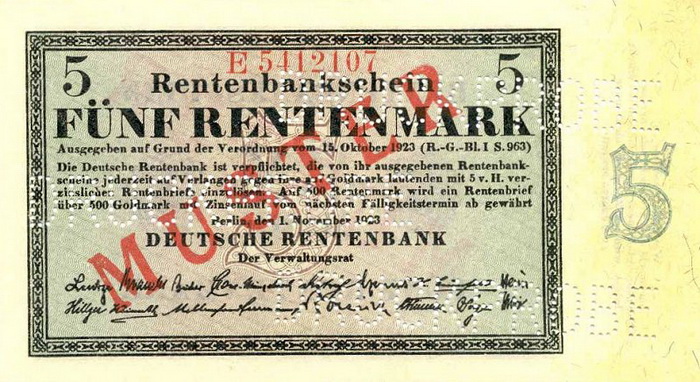 E 5412107
5 Rentenbankschein 5
FÜNF RENTENMARK
Ausgegeben auf Grund der Verordnung vom 15. Oktober 1923 (R.-G.-Bl. I S. 963)
Die Deutsche Rentenbank ist verpflichtet, die von ihr ausgegebenen Rentenbank-
scheine jederzeit auf Verlangen gegen ihre auf Goldmark lautenden mit 5 v. H. ver-
zinslichen Rentenbriefe einzulösen. Auf 500 Rentenmark wird ein Rentenbrief
über 500 Goldmark mit Zinsenlauf vom nächsten Fälligkeitstermin ab gewährt
Berlin, den 1. November 1923
DEUTSCHE RENTENBANK
Der Verwaltungsrat
MUSTER
5